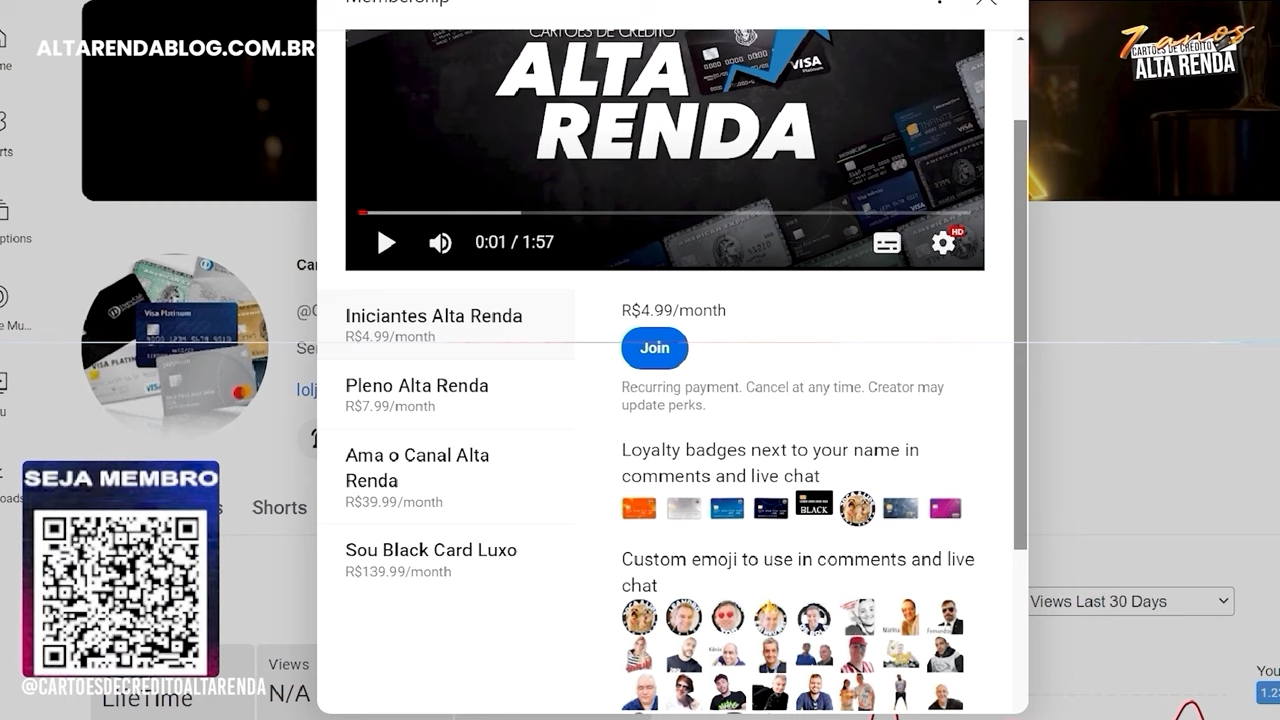 Membership
ALTARENDABLOG.COM.BR
7 anos
CARTÕES DE CRÉDITO
ALTA RENDA
CARTÕES DE CRÉDITO
ALTA
RENDA
VISA
Platinum
0:01 / 1:57
HD
Iniciantes Alta Renda
R$4.99/month
Pleno Alta Renda
R$7.99/month
Ama o Canal Alta
Renda
R$39.99/month
Sou Black Card Luxo
R$139.99/month
R$4.99/month
Join
Recurring payment. Cancel at any time. Creator may
update perks.
Loyalty badges next to your name in
comments and live chat
BLACK
Custom emoji to use in comments and live
chat
Visa Platinum
SEJA MEMBRO
Shorts
Views Last 30 Days
Views
N/A
LifeTime
@CARTOESDECREDITOALTARENDA